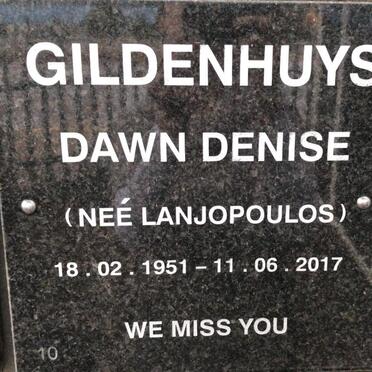 GILDENHUYS
DAWN DENISE
(NEÉ LANJOPOULOS)
18 . 02 . 1951 – 11 . 06 . 2017
WE MISS YOU
10